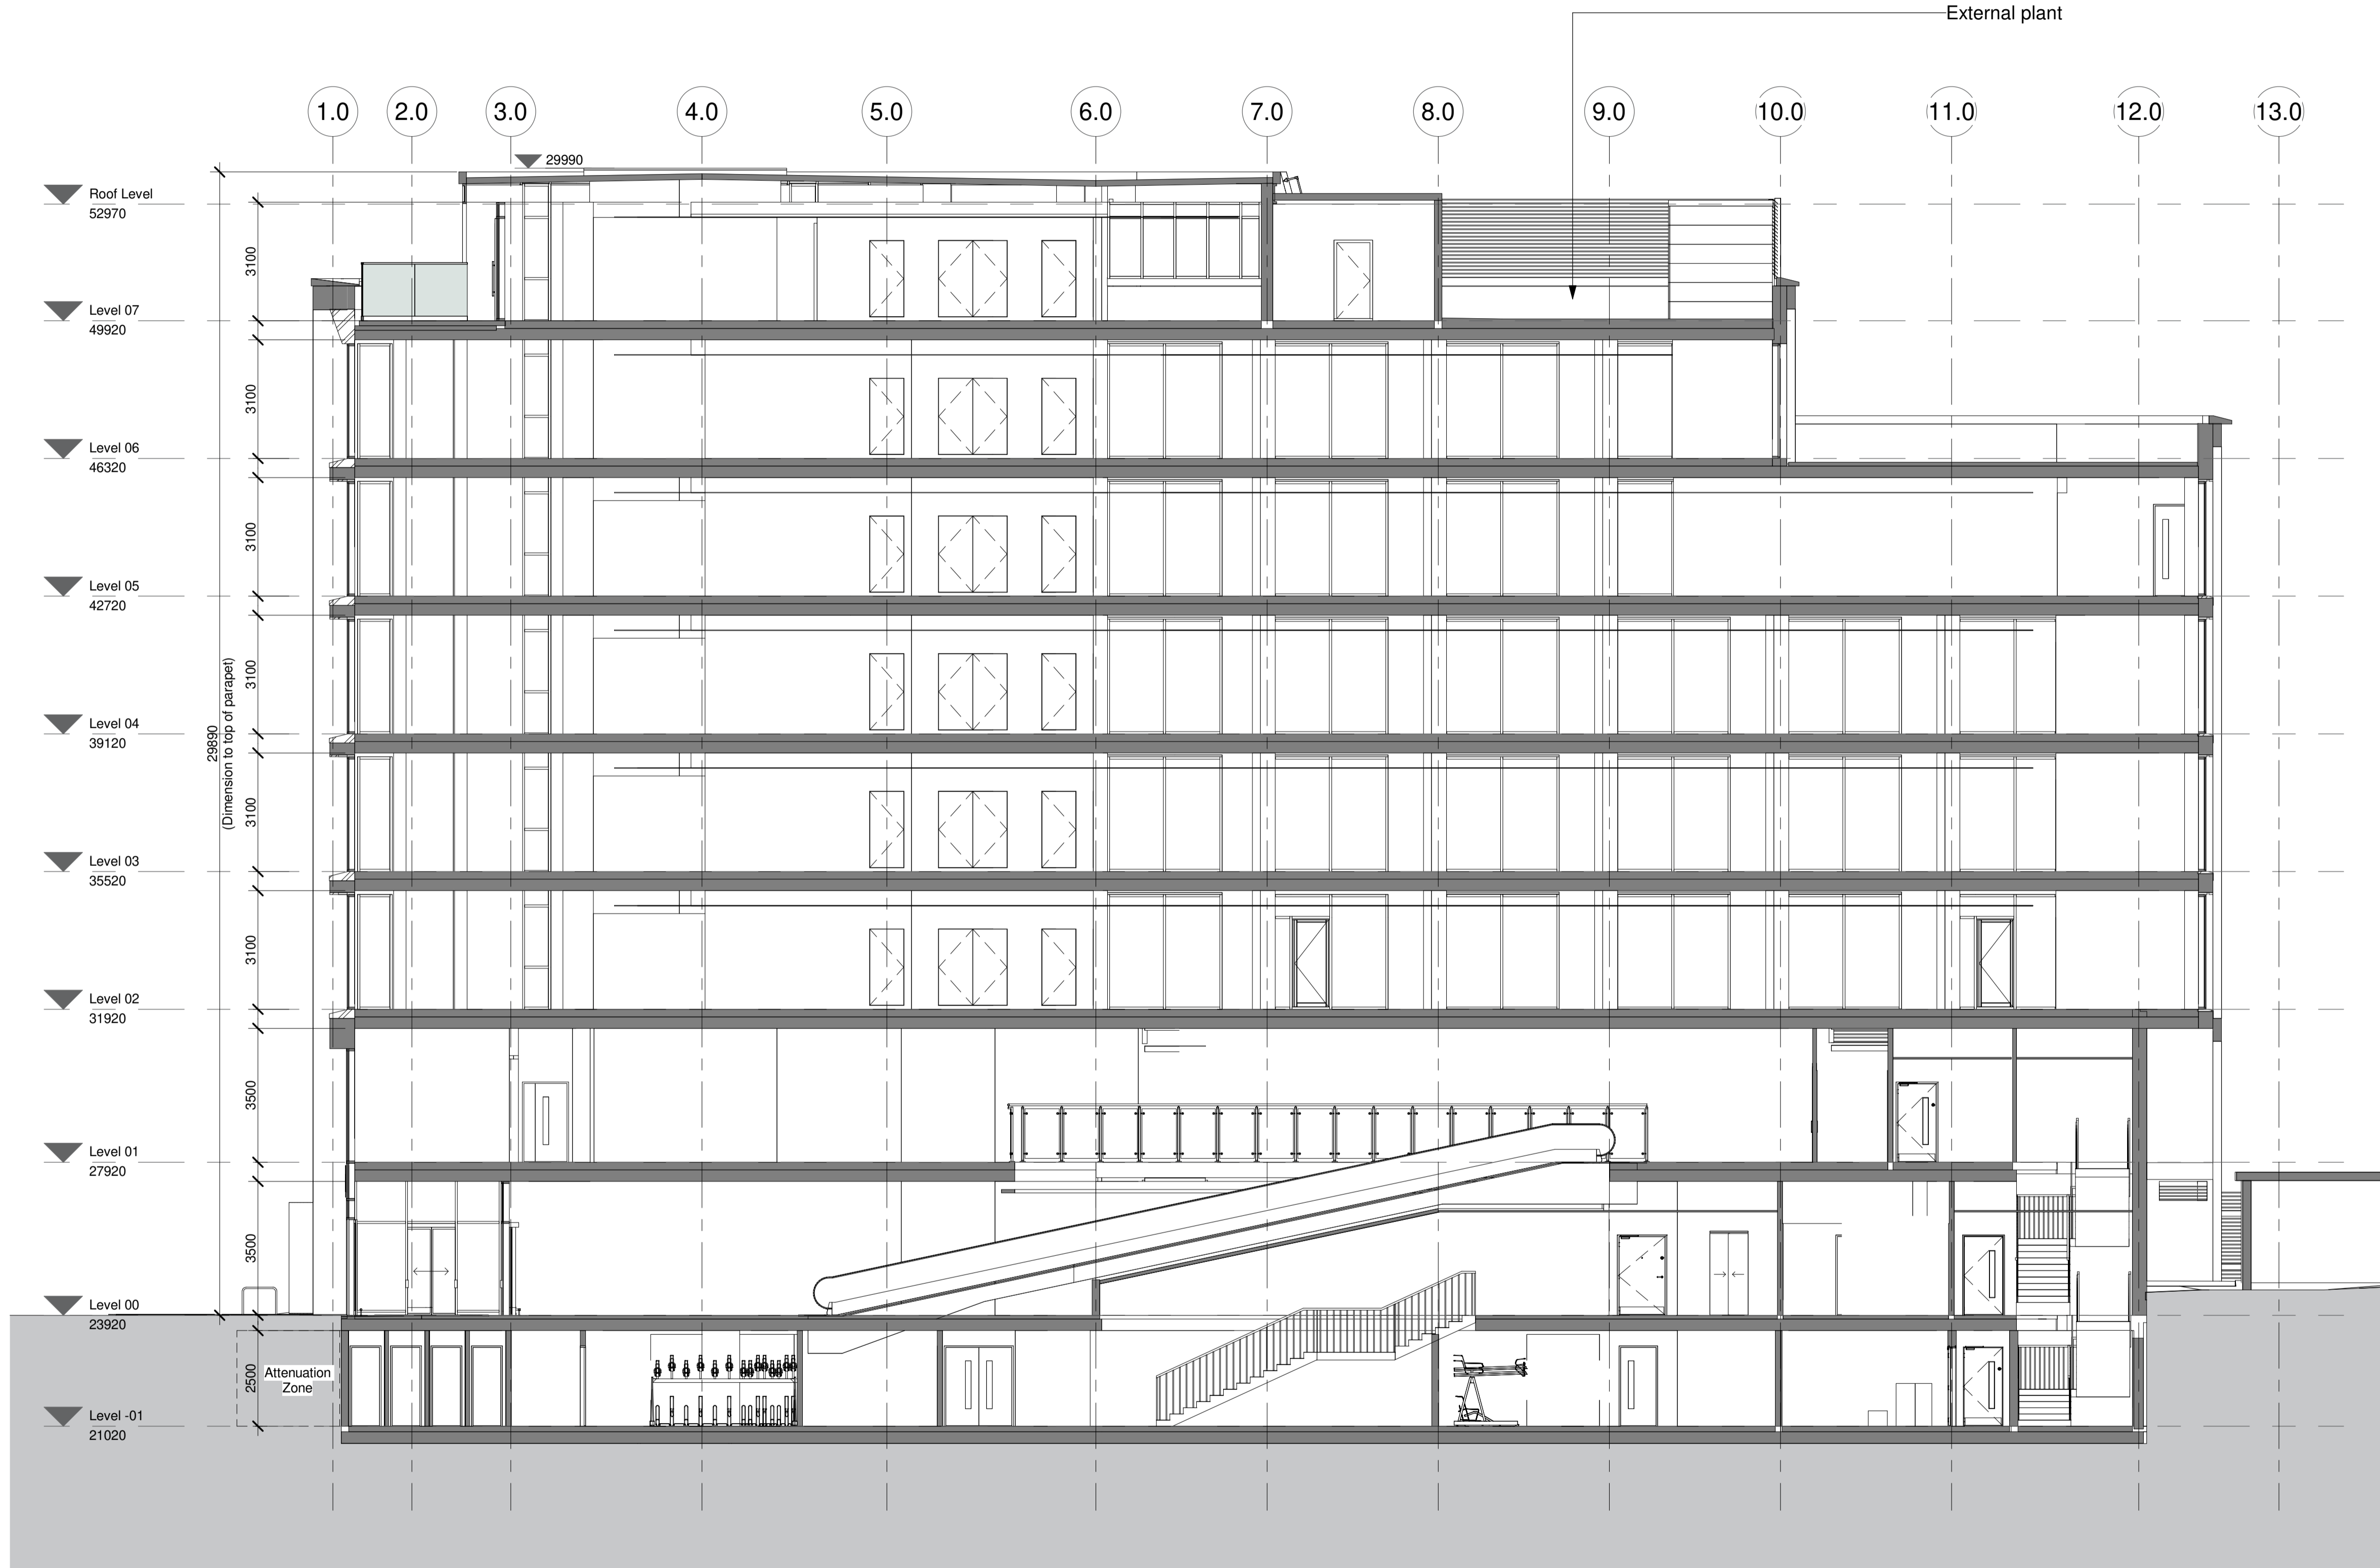 External plant
1.0 2.0 3.0 4.0 5.0 6.0 7.0 8.0 9.0 10.0 11.0 12.0 13.0
29990
Roof Level
52970
3100
Level 07
49920
3100
Level 06
46320
3100
Level 05
42720
3100
29890
(Dimension to top of parapet)
Level 04
39120
3100
Level 03
35520
3100
Level 02
31920
3500
Level 01
27920
3500
Level 00
23920
2500
Attenuation
Zone
Level -01
21020